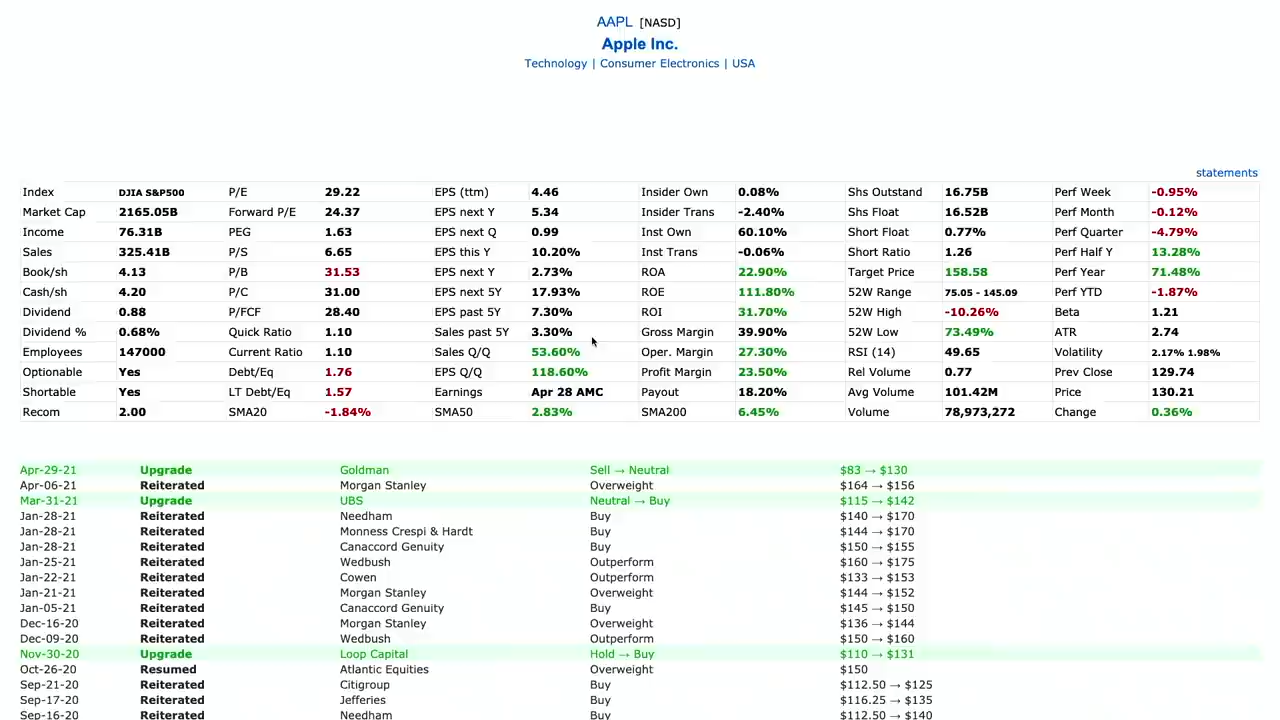 AAPL [NASD]
Apple Inc.
Technology | Consumer Electronics | USA
statements
Index DJIA S&P500 P/E 29.22 EPS (ttm) 4.46 Insider Own 0.08% Shs Outstand 16.75B Perf Week -0.95%
Market Cap 2165.05B Forward P/E 24.37 EPS next Y 5.34 Insider Trans -2.40% Shs Float 16.52B Perf Month -0.12%
Income 76.31B PEG 1.63 EPS next Q 0.99 Inst Own 60.10% Short Float 0.77% Perf Quarter -4.79%
Sales 325.41B P/S 6.65 EPS this Y 10.20% Inst Trans -0.06% Short Ratio 1.26 Perf Half Y 13.28%
Book/sh 4.13 P/B 31.53 EPS next Y 2.73% ROA 22.90% Target Price 158.58 Perf Year 71.48%
Cash/sh 4.20 P/C 31.00 EPS next 5Y 17.93% ROE 111.80% 52W Range 75.05 - 145.09 Perf YTD -1.87%
Dividend 0.88 P/FCF 28.40 EPS past 5Y 7.30% ROI 31.70% 52W High -10.26% Beta 1.21
Dividend % 0.68% Quick Ratio 1.10 Sales past 5Y 3.30% Gross Margin 39.90% 52W Low 73.49% ATR 2.74
Employees 147000 Current Ratio 1.10 Sales Q/Q 53.60% Oper. Margin 27.30% RSI (14) 49.65 Volatility 2.17% 1.98%
Optionable Yes Debt/Eq 1.76 EPS Q/Q 118.60% Profit Margin 23.50% Rel Volume 0.77 Prev Close 129.74
Shortable Yes LT Debt/Eq 1.57 Earnings Apr 28 AMC Payout 18.20% Avg Volume 101.42M Price 130.21
Recom 2.00 SMA20 -1.84% SMA50 2.83% SMA200 6.45% Volume 78,973,272 Change 0.36%
Apr-29-21 Upgrade Goldman Sell → Neutral $83 → $130
Apr-06-21 Reiterated Morgan Stanley Overweight $164 → $156
Mar-31-21 Upgrade UBS Neutral → Buy $115 → $142
Jan-28-21 Reiterated Needham Buy $140 → $170
Jan-28-21 Reiterated Monness Crespi & Hardt Buy $144 → $170
Jan-28-21 Reiterated Canaccord Genuity Buy $150 → $155
Jan-25-21 Reiterated Wedbush Outperform $160 → $175
Jan-22-21 Reiterated Cowen Outperform $133 → $153
Jan-21-21 Reiterated Morgan Stanley Overweight $144 → $152
Jan-05-21 Reiterated Canaccord Genuity Buy $145 → $150
Dec-16-20 Reiterated Morgan Stanley Overweight $136 → $144
Dec-09-20 Reiterated Wedbush Outperform $150 → $160
Nov-30-20 Upgrade Loop Capital Hold → Buy $110 → $131
Oct-26-20 Resumed Atlantic Equities Overweight $150
Sep-21-20 Reiterated Citigroup Buy $112.50 → $125
Sep-17-20 Reiterated Jefferies Buy $116.25 → $135
Sep-16-20 Reiterated Needham Buy $112.50 → $140